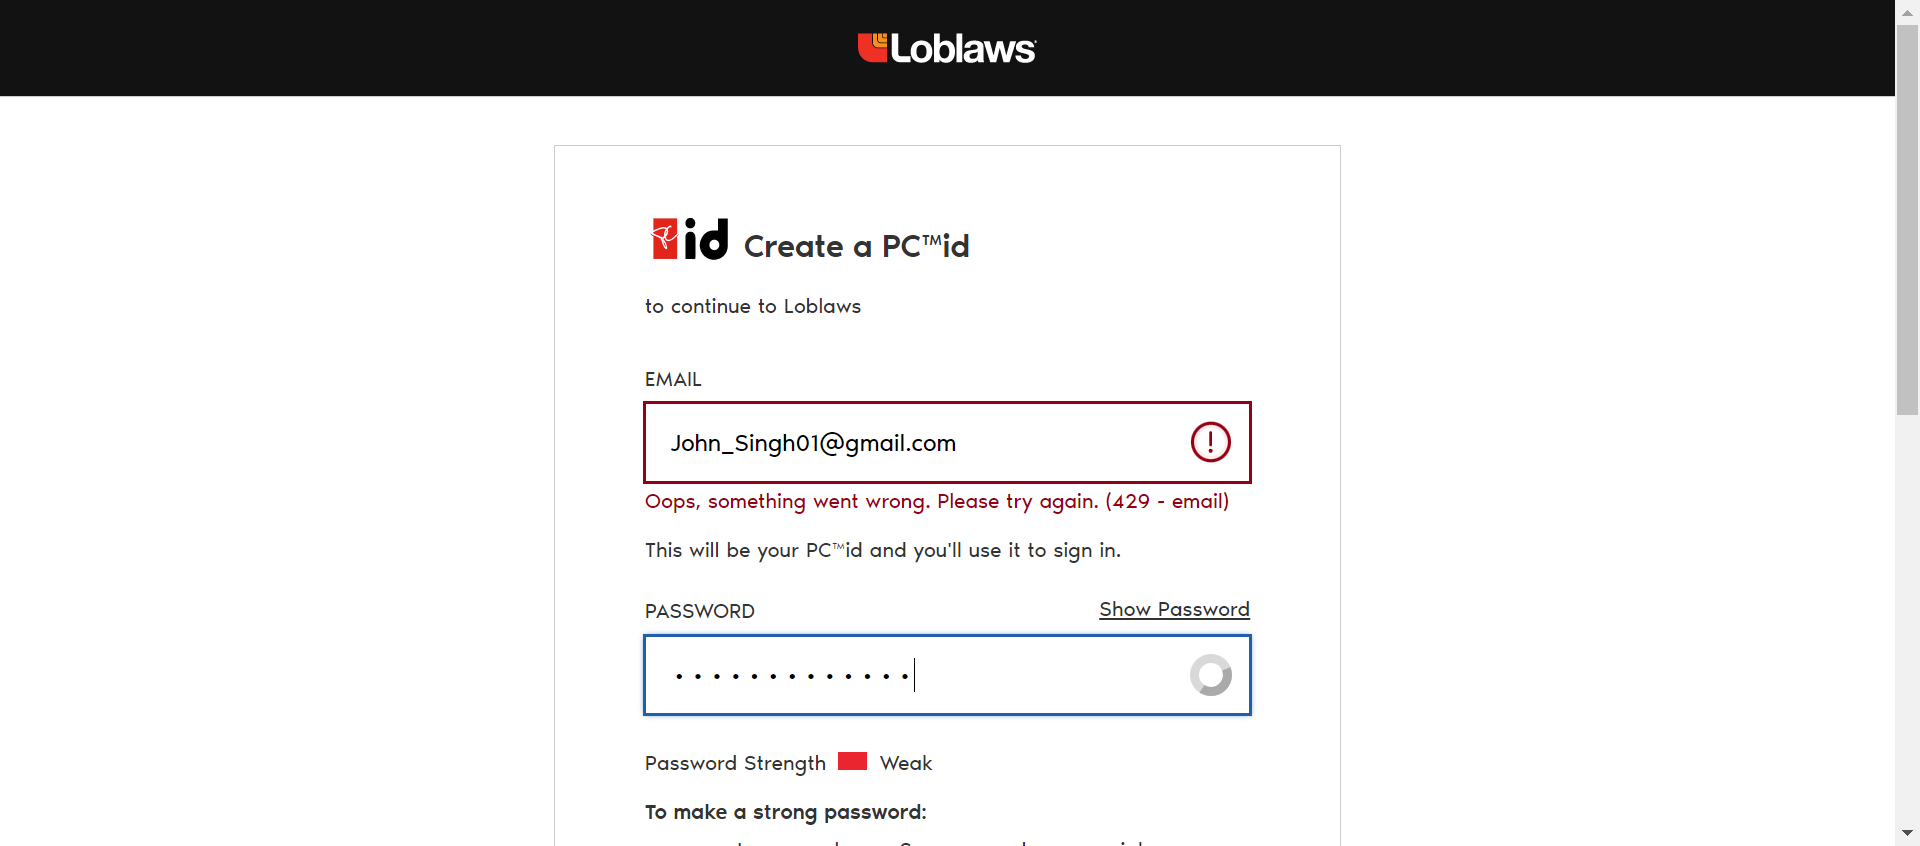 Loblaws
id Create a PC™id
to continue to Loblaws
EMAIL
John_Singh01@gmail.com
Oops, something went wrong. Please try again. (429 - email)
This will be your PC™id and you'll use it to sign in.
PASSWORD Show Password
Password Strength Weak
To make a strong password: